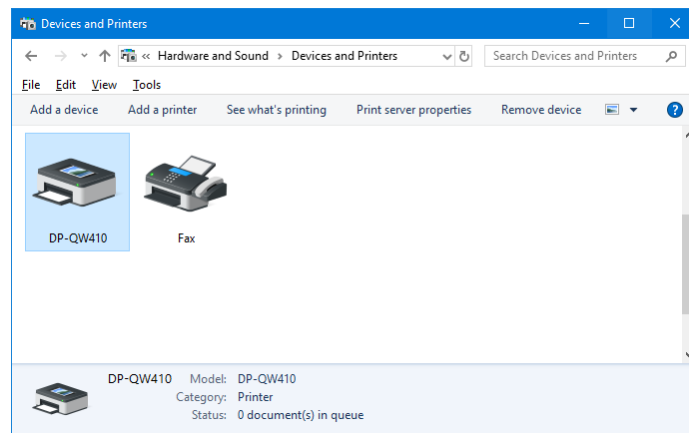 Devices and Printers
« Hardware and Sound > Devices and Printers
Search Devices and Printers
File Edit View Tools
Add a device Add a printer See what's printing Print server properties Remove device ?
DP-QW410 Fax
DP-QW410 Model: DP-QW410
Category: Printer
Status: 0 document(s) in queue